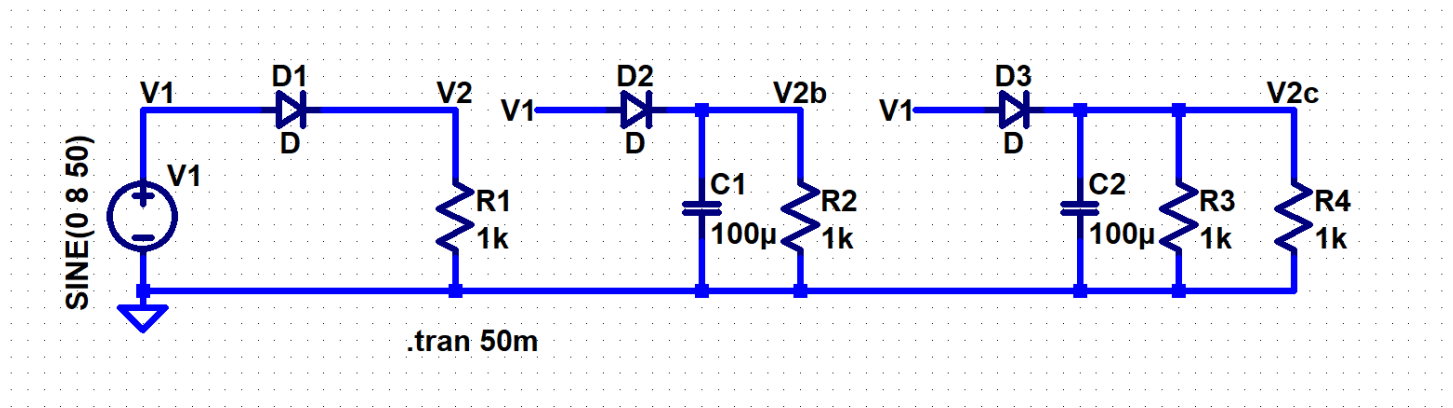 SINE(0 8 50)
V1
V1
D1
D
V2
R1
1k
V1
D2
D
V2b
C1
100µ
R2
1k
V1
D3
D
V2c
C2
100µ
R3
1k
R4
1k
.tran 50m